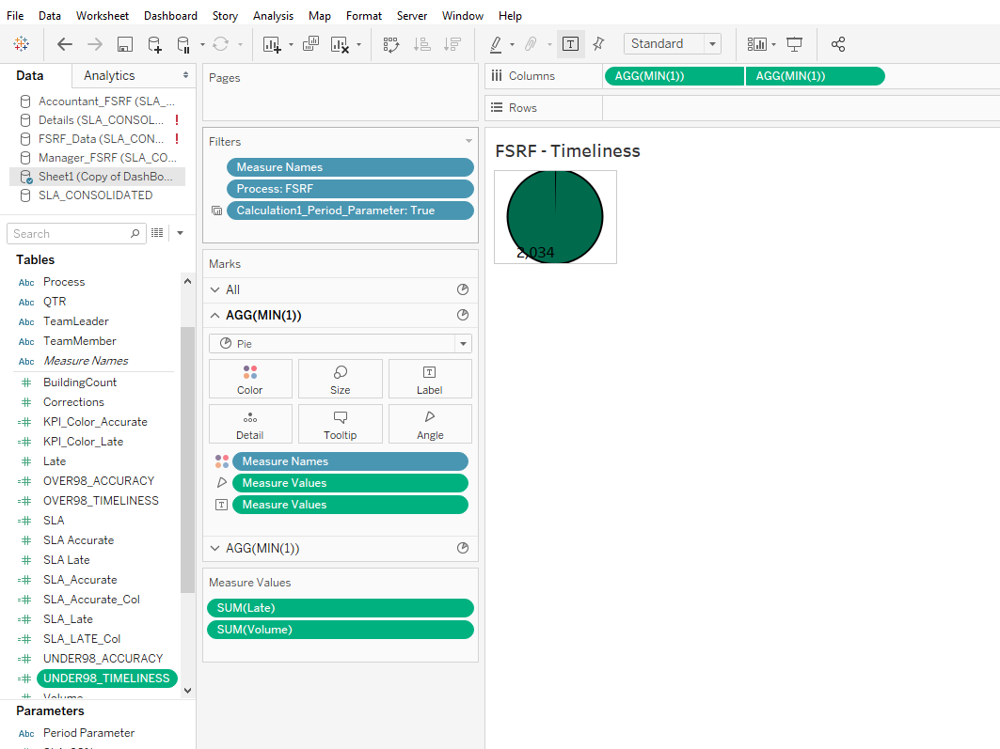 File Data Worksheet Dashboard Story Analysis Map Format Server Window Help
Standard
Data Analytics
Accountant_FSRF (SLA_...
Details (SLA_CONSOL... !
FSRF_Data (SLA_CON... !
Manager_FSRF (SLA_CO...
Sheet1 (Copy of DashBo...
SLA_CONSOLIDATED
Search
Tables
Abc Process
Abc QTR
Abc TeamLeader
Abc TeamMember
Abc Measure Names
# BuildingCount
# Corrections
=# KPI_Color_Accurate
=# KPI_Color_Late
# Late
=# OVER98_ACCURACY
=# OVER98_TIMELINESS
=# SLA
# SLA Accurate
# SLA Late
=# SLA_Accurate
=# SLA_Accurate_Col
=# SLA_Late
=# SLA_LATE_Col
=# UNDER98_ACCURACY
=# UNDER98_TIMELINESS
# Volume
Parameters
Abc Period Parameter
Pages
Filters
Measure Names
Process: FSRF
Calculation1_Period_Parameter: True
Marks
All
AGG(MIN(1))
Pie
Color Size T Label
Detail Tooltip Angle
Measure Names
Measure Values
T Measure Values
AGG(MIN(1))
Measure Values
SUM(Late)
SUM(Volume)
Columns AGG(MIN(1)) AGG(MIN(1))
Rows
FSRF - Timeliness
2,034